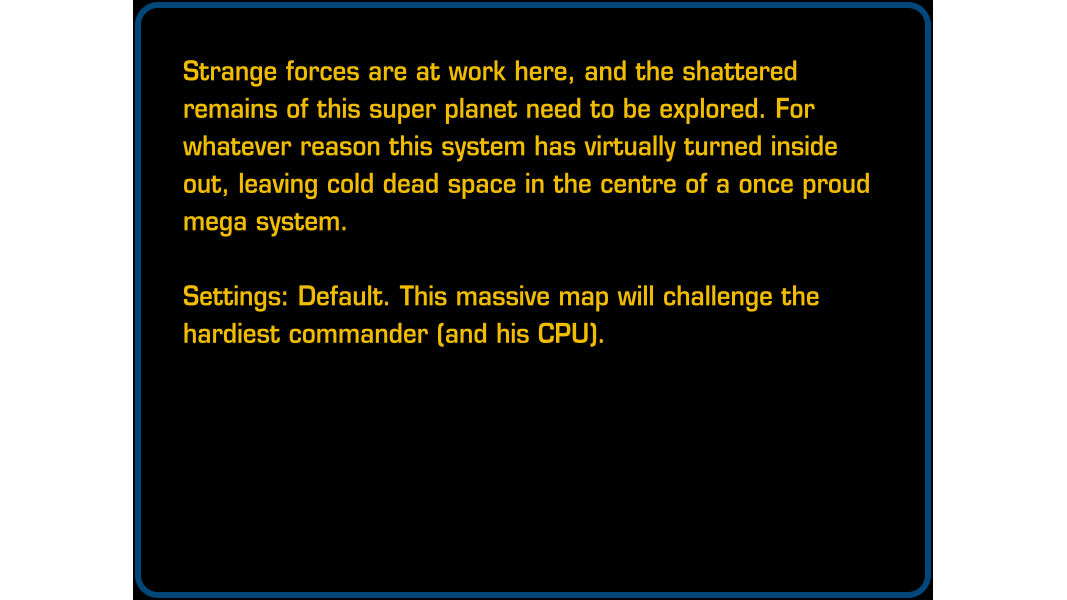 Strange forces are at work here, and the shattered
remains of this super planet need to be explored. For
whatever reason this system has virtually turned inside
out, leaving cold dead space in the centre of a once proud
mega system.
Settings: Default. This massive map will challenge the
hardiest commander (and his CPU).